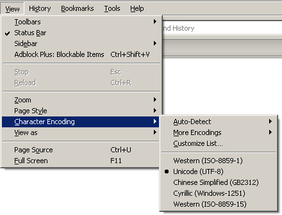 View History Bookmarks Tools Help
Toolbars
Status Bar
Sidebar
Adblock Plus: Blockable Items Ctrl+Shift+V
Stop Esc
Reload Ctrl+R
Zoom
Page Style
Character Encoding
View as
Page Source Ctrl+U
Full Screen F11
nd History
Auto-Detect
More Encodings
Customize List...
Western (ISO-8859-1)
Unicode (UTF-8)
Chinese Simplified (GB2312)
Cyrillic (Windows-1251)
Western (ISO-8859-15)